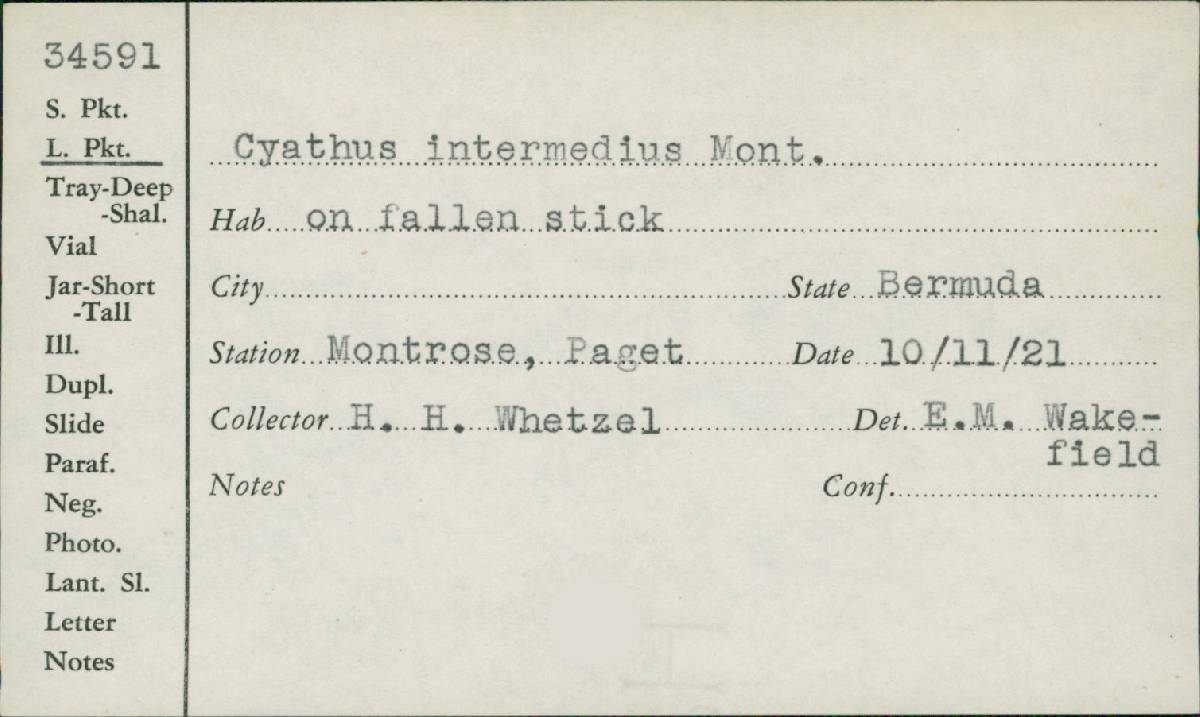 34591
S. Pkt.
L. Pkt.
Tray-Deep
-Shal.
Vial
Jar-Short
-Tall
Ill.
Dupl.
Slide
Paraf.
Neg.
Photo.
Lant. Sl.
Letter
Notes
Cyathus intermedius Mont.
Hab. on fallen stick
City State Bermuda
Station Montrose, Paget Date 10/11/21
Collector H. H. Whetzel Det. E.M. Wake-
field
Notes Conf.